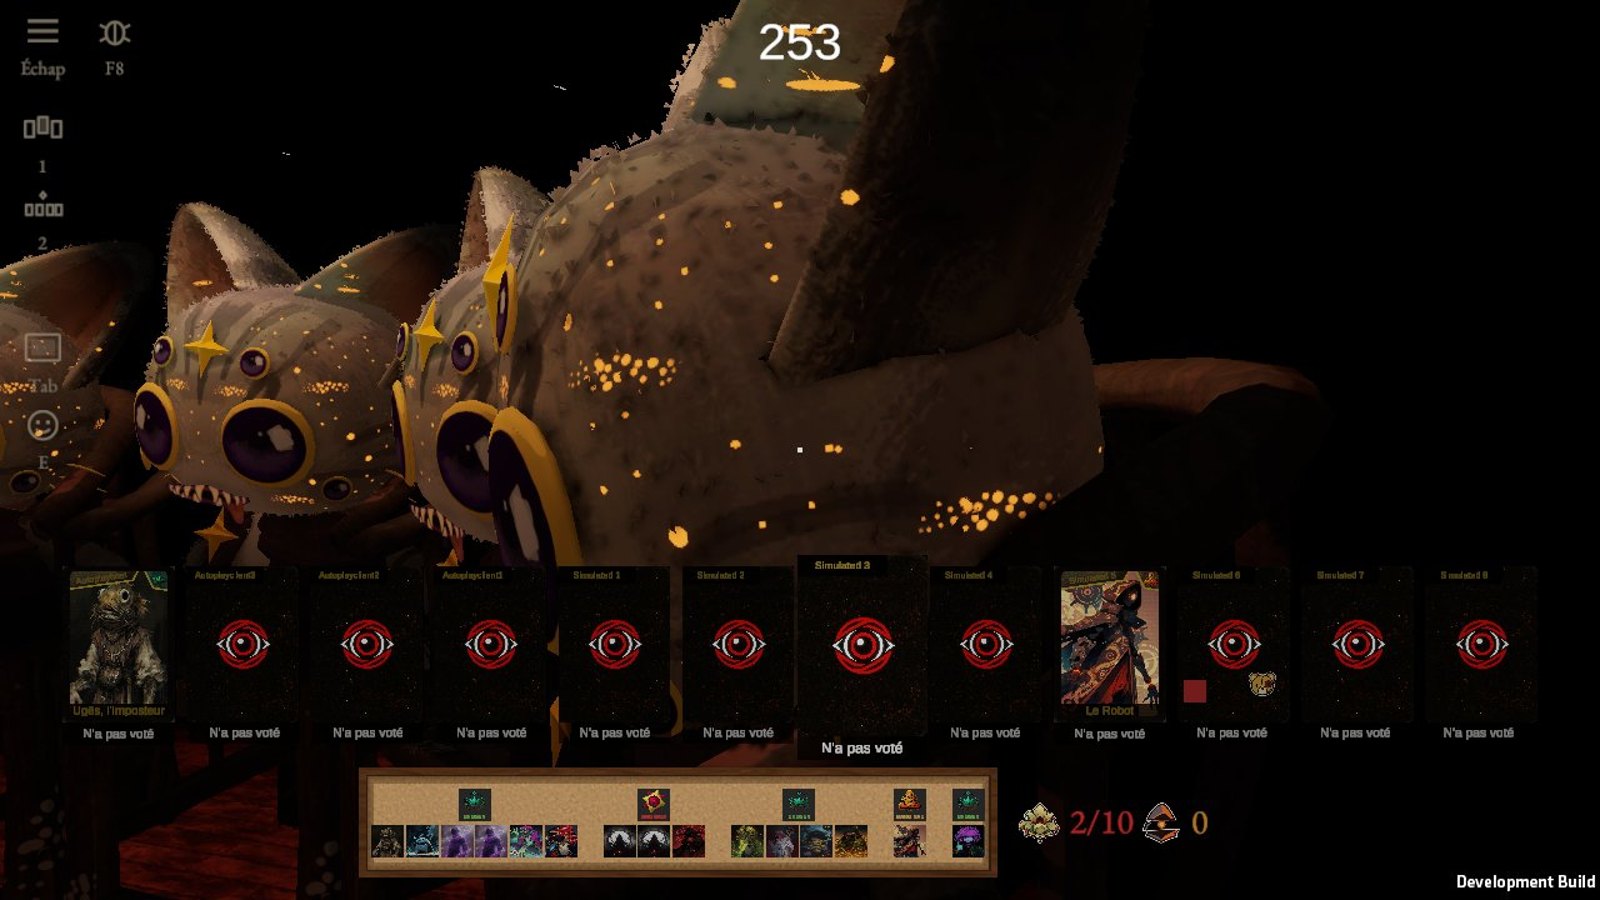 253
Échap
F8
1
2
Tab
E
Autoplayclient3
Autoplayclient2
Autoplayclient1
Simulated 1
Simulated 2
Simulated 3
Simulated 4
Simulated 5
Simulated 6
Simulated 7
Simulated 8
Ugès, l'imposteur
Le Robot
N'a pas voté
N'a pas voté
N'a pas voté
N'a pas voté
N'a pas voté
N'a pas voté
N'a pas voté
N'a pas voté
N'a pas voté
N'a pas voté
N'a pas voté
N'a pas voté
2/10
0
Development Build